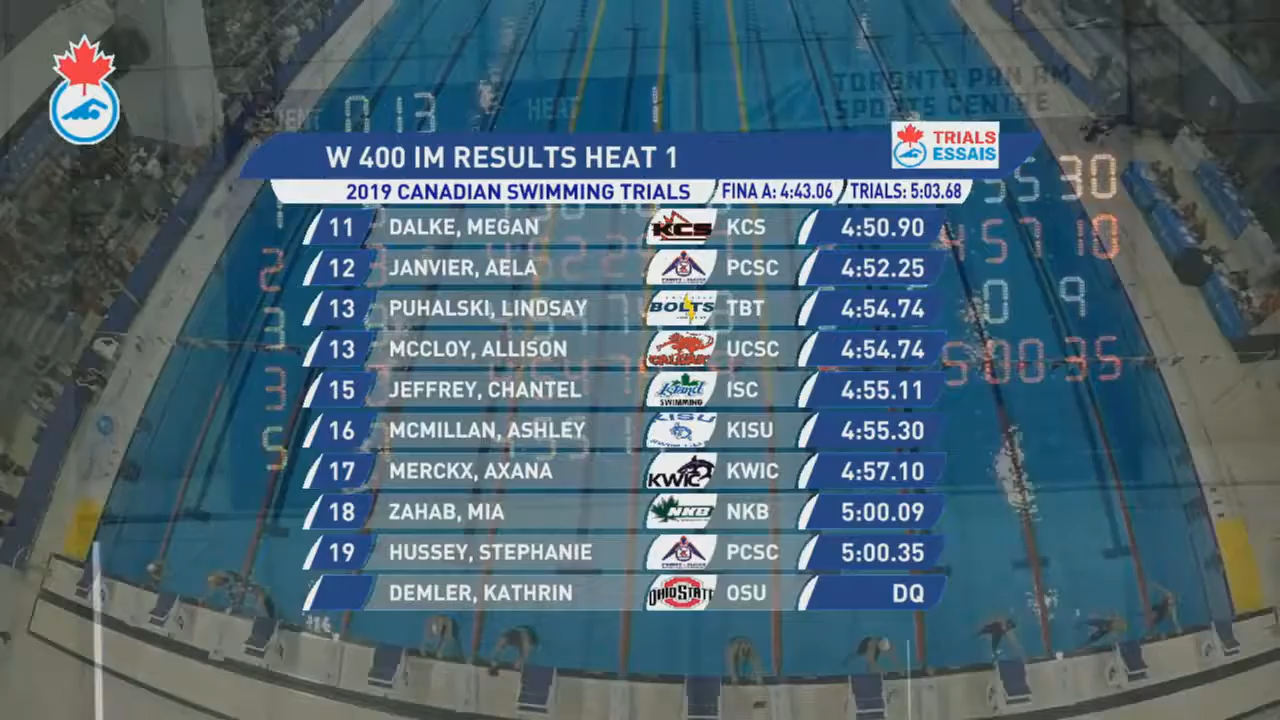 TORONTO PAN AM
SPORTS CENTRE
013 HEAT
W 400 IM RESULTS HEAT 1
TRIALS
ESSAIS
2019 CANADIAN SWIMMING TRIALS FINA A: 4:43.06 TRIALS: 5:03.68
11 DALKE, MEGAN KCS KCS 4:50.90
12 JANVIER, AELA PCSC 4:52.25
13 PUHALSKI, LINDSAY BOLTS TBT 4:54.74
13 MCCLOY, ALLISON CALGARY UCSC 4:54.74
15 JEFFREY, CHANTEL Island SWIMMING ISC 4:55.11
16 MCMILLAN, ASHLEY KISU KISU 4:55.30
17 MERCKX, AXANA KWIC KWIC 4:57.10
18 ZAHAB, MIA NKB NKB 5:00.09
19 HUSSEY, STEPHANIE PCSC 5:00.35
DEMLER, KATHRIN OHIO STATE OSU DQ